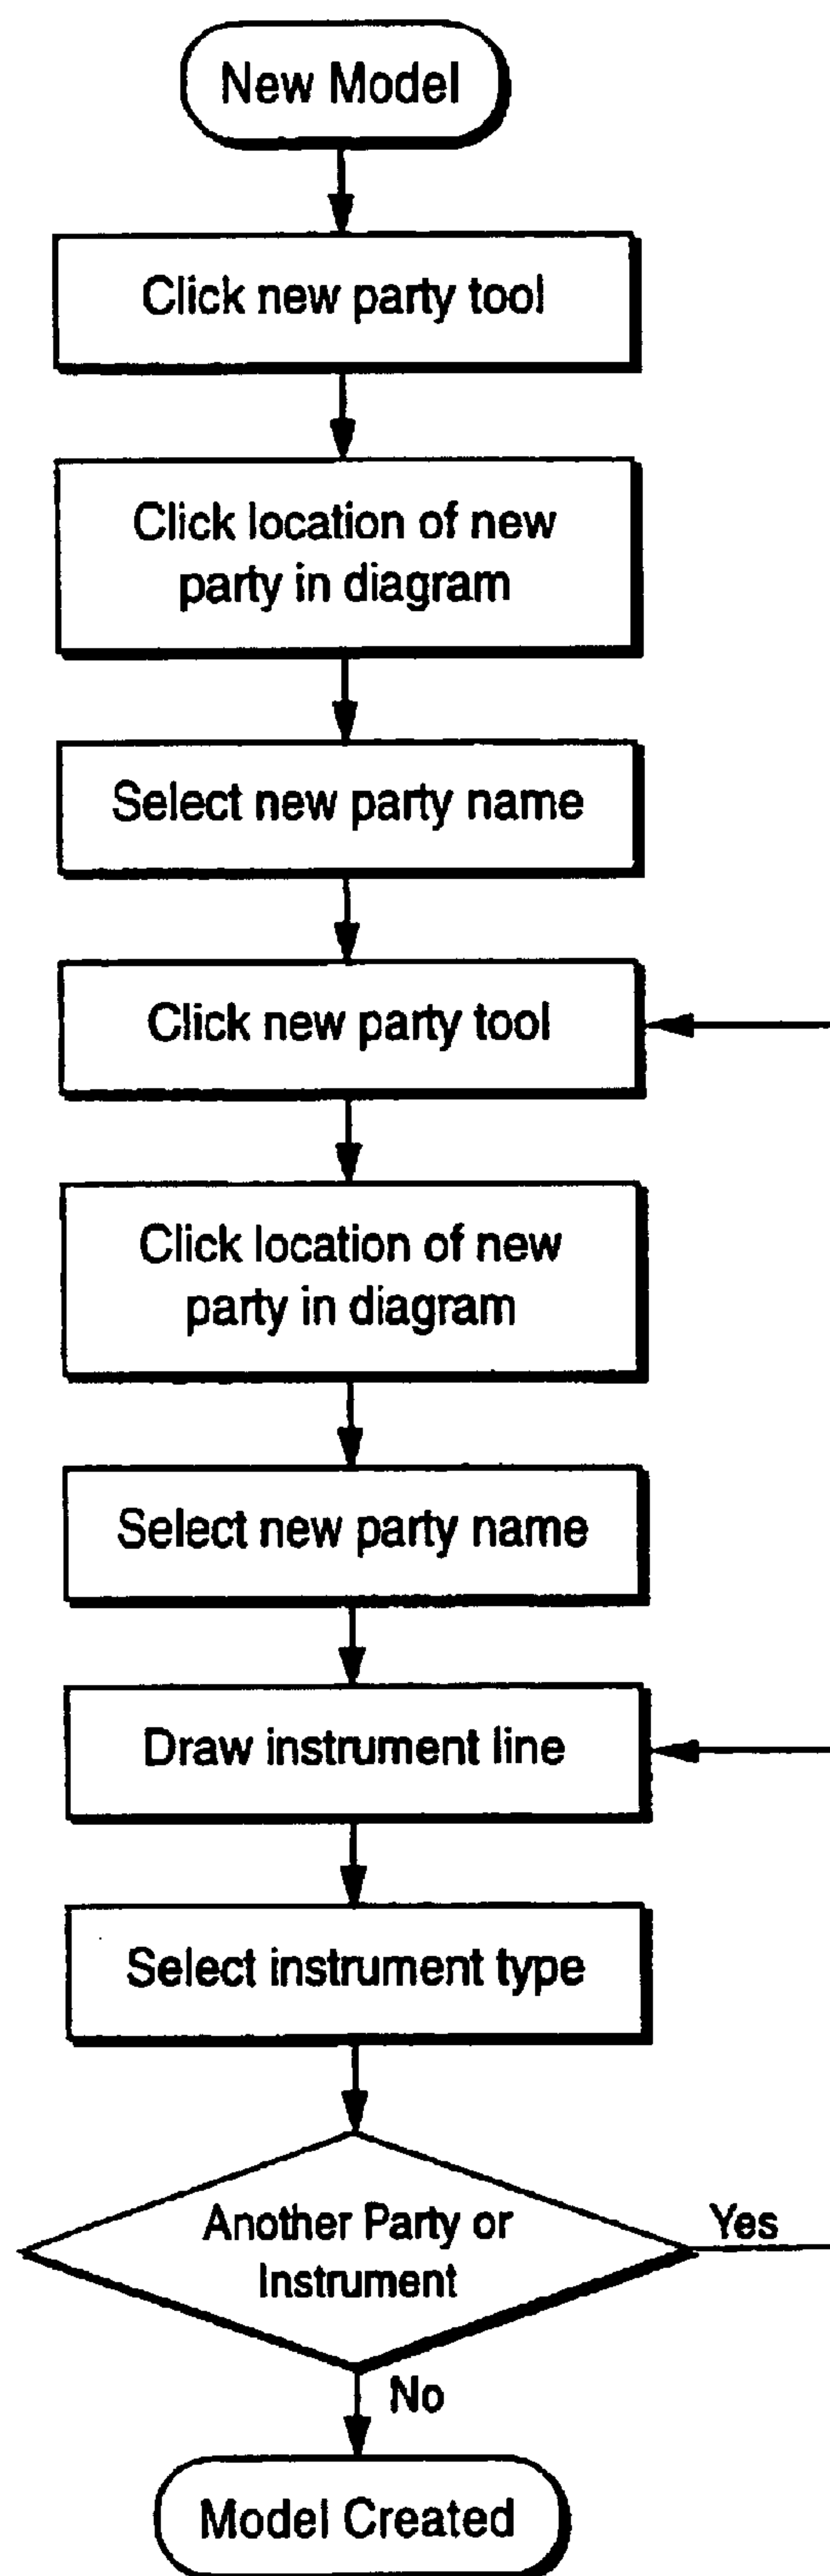 New Model
Click new party tool
Click location of new
party in diagram
Select new party name
Click new party tool
Click location of new
party in diagram
Select new party name
Draw instrument line
Select instrument type
Another Party or
Instrument
Yes
No
Model Created